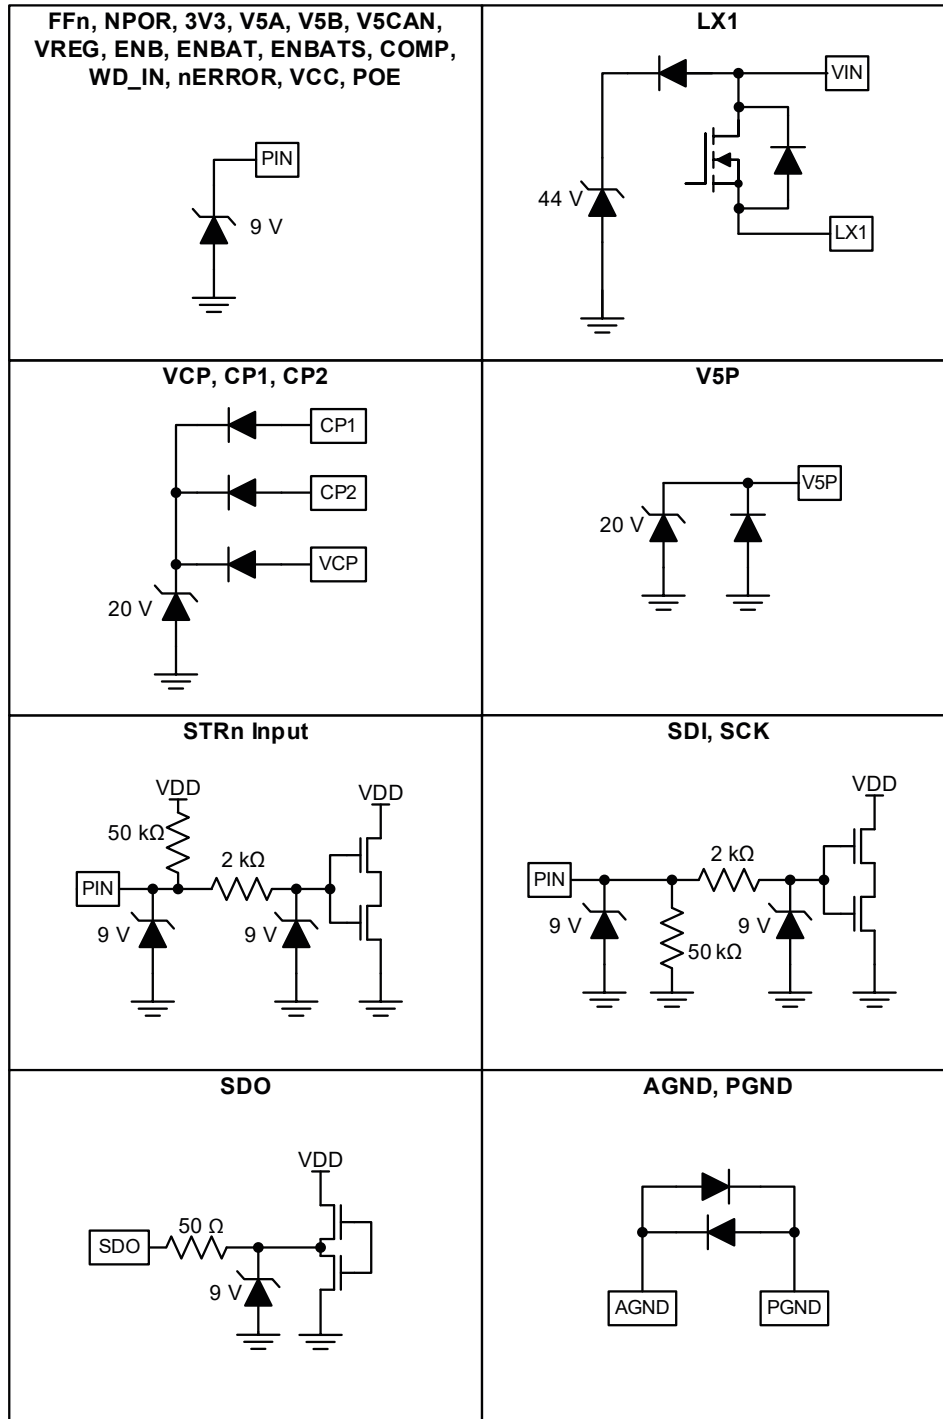 FFn, NPOR, 3V3, V5A, V5B, V5CAN,
VREG, ENB, ENBAT, ENBATS, COMP,
WD_IN, nERROR, VCC, POE
PIN
9 V
LX1
VIN
44 V
LX1
VCP, CP1, CP2
CP1
CP2
VCP
20 V
V5P
V5P
20 V
STRn Input
VDD
VDD
50 kΩ
2 kΩ
PIN
9 V
9 V
SDI, SCK
VDD
2 kΩ
PIN
9 V
9 V
50 kΩ
SDO
VDD
50 Ω
SDO
9 V
AGND, PGND
AGND
PGND